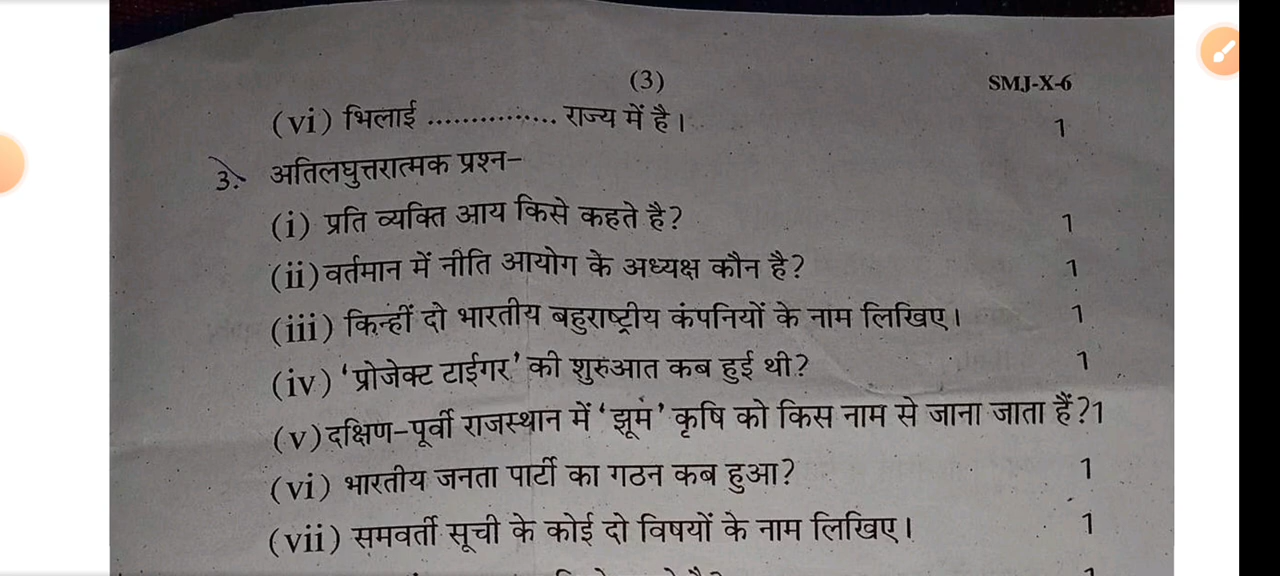 (3)
SMJ-X-6
(vi) भिलाई ............... राज्य में है। 1
3. अतिलघुत्तरात्मक प्रश्न-
(i) प्रति व्यक्ति आय किसे कहते है? 1
(ii) वर्तमान में नीति आयोग के अध्यक्ष कौन है? 1
(iii) किन्हीं दो भारतीय बहुराष्ट्रीय कंपनियों के नाम लिखिए। 1
(iv) 'प्रोजेक्ट टाईगर' की शुरुआत कब हुई थी? 1
(v) दक्षिण-पूर्वी राजस्थान में 'झूम' कृषि को किस नाम से जाना जाता हैं? 1
(vi) भारतीय जनता पार्टी का गठन कब हुआ? 1
(vii) समवर्ती सूची के कोई दो विषयों के नाम लिखिए। 1